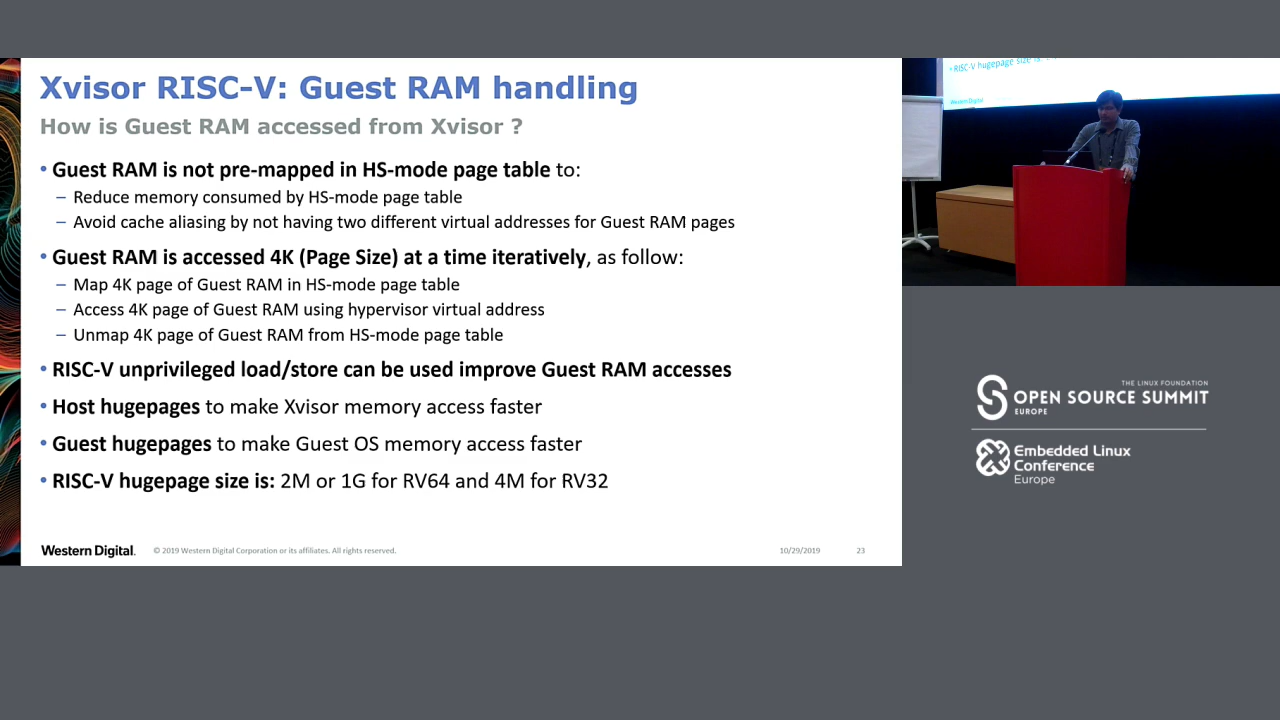 Xvisor RISC-V: Guest RAM handling
How is Guest RAM accessed from Xvisor ?
• Guest RAM is not pre-mapped in HS-mode page table to:
– Reduce memory consumed by HS-mode page table
– Avoid cache aliasing by not having two different virtual addresses for Guest RAM pages
• Guest RAM is accessed 4K (Page Size) at a time iteratively, as follow:
– Map 4K page of Guest RAM in HS-mode page table
– Access 4K page of Guest RAM using hypervisor virtual address
– Unmap 4K page of Guest RAM from HS-mode page table
• RISC-V unprivileged load/store can be used improve Guest RAM accesses
• Host hugepages to make Xvisor memory access faster
• Guest hugepages to make Guest OS memory access faster
• RISC-V hugepage size is: 2M or 1G for RV64 and 4M for RV32
Western Digital.
© 2019 Western Digital Corporation or its affiliates. All rights reserved.
10/29/2019
23
• RISC-V hugepage size is:
Western Digital
THE LINUX FOUNDATION
OPEN SOURCE SUMMIT
EUROPE
Embedded Linux
Conference
Europe